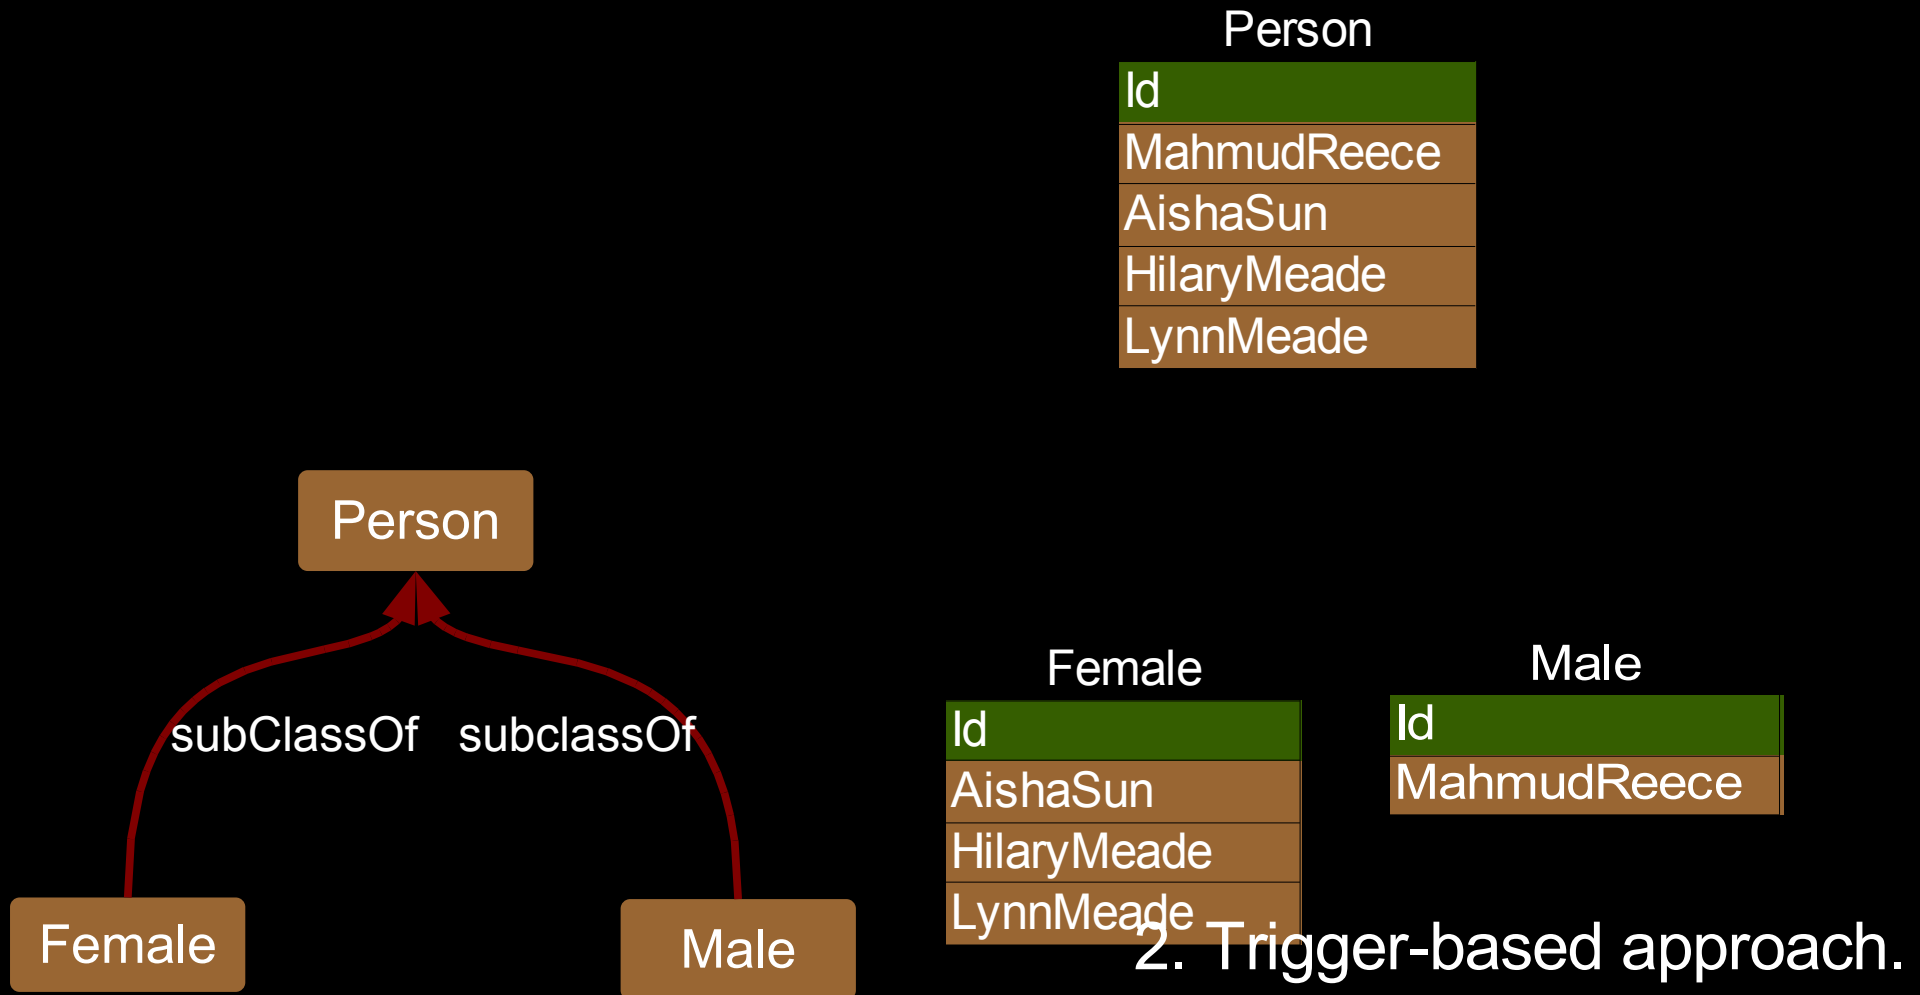 Person
Id
MahmudReece
AishaSun
HilaryMeade
LynnMeade
Person
subClassOf
subclassOf
Female
Male
Female
Id
AishaSun
HilaryMeade
LynnMeade
Male
Id
MahmudReece
2. Trigger-based approach.